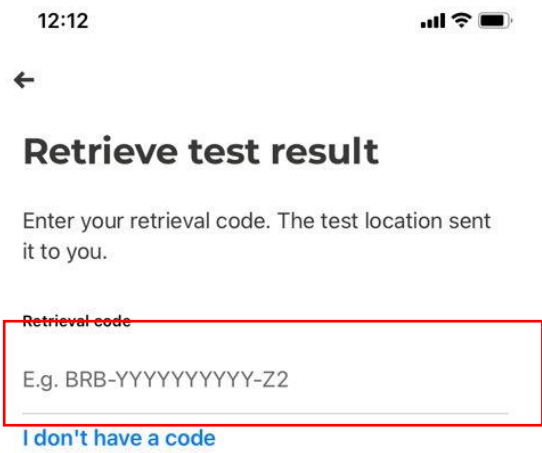 12:12
Retrieve test result
Enter your retrieval code. The test location sent
it to you.
Retrieval code
E.g. BRB-YYYYYYYYYY-Z2
I don't have a code